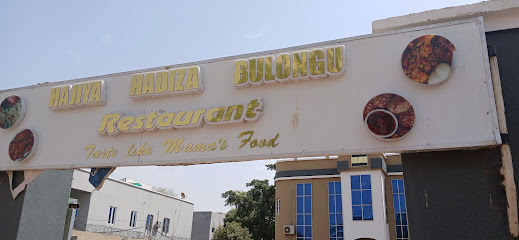 HAJIYA HADIZA BULONGU
Restaurant
Taste like Mama's Food